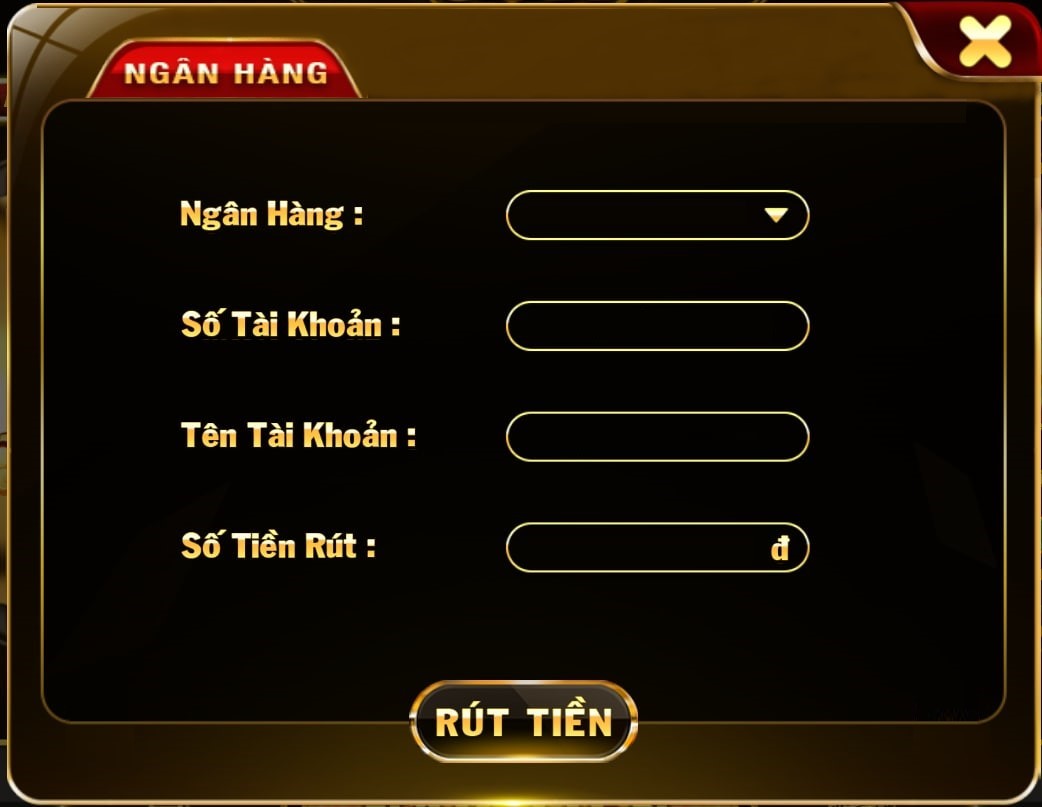 NGÂN HÀNG
Ngân Hàng :
Số Tài Khoản :
Tên Tài Khoản :
Số Tiền Rút :
đ
RÚT TIỀN